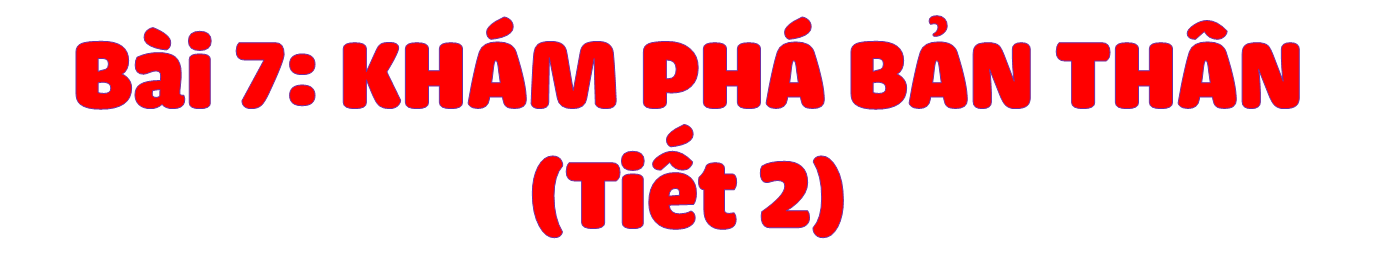 Bài 7: KHÁM PHÁ BẢN THÂN
(Tiết 2)